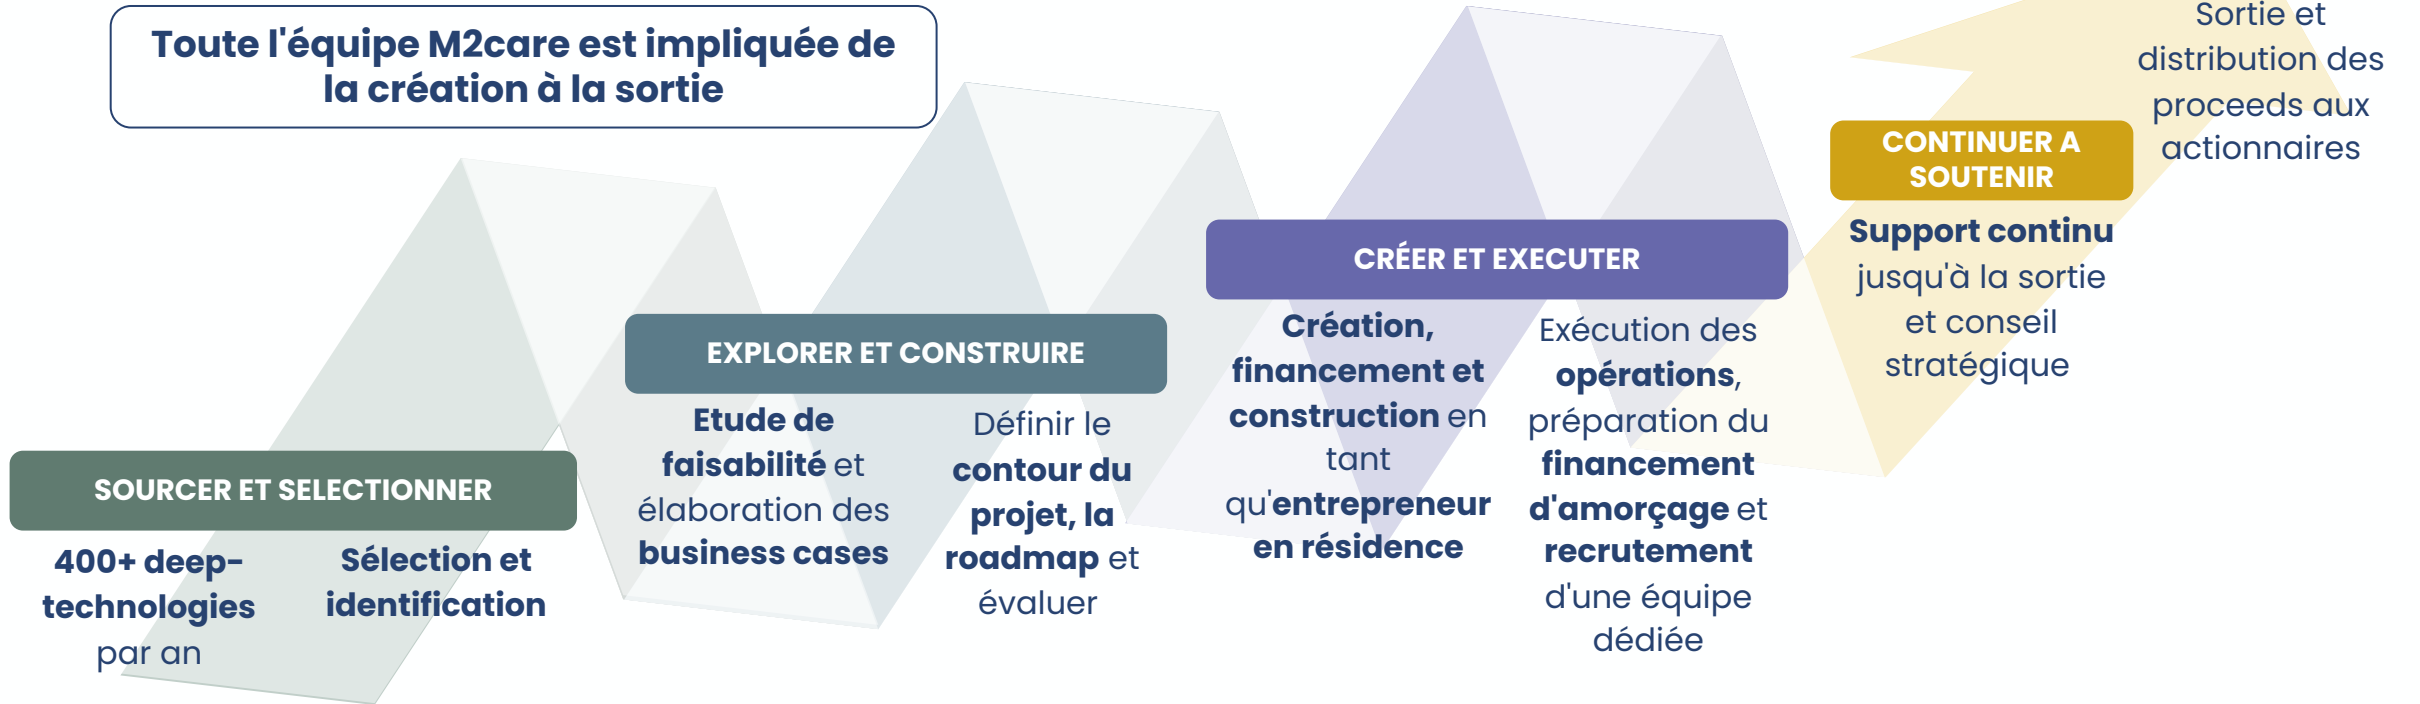 Toute l'équipe M2care est impliquée de
la création à la sortie
SOURCER ET SELECTIONNER
400+ deep-
technologies
par an
Sélection et
identification
EXPLORER ET CONSTRUIRE
Etude de
faisabilité et
élaboration des
business cases
Définir le
contour du
projet, la
roadmap et
évaluer
CRÉER ET EXECUTER
Création,
financement et
construction en
tant
qu'entrepreneur
en résidence
Exécution des
opérations,
préparation du
financement
d'amorçage et
recrutement
d'une équipe
dédiée
CONTINUER A
SOUTENIR
Support continu
jusqu'à la sortie
et conseil
stratégique
Sortie et
distribution des
proceeds aux
actionnaires